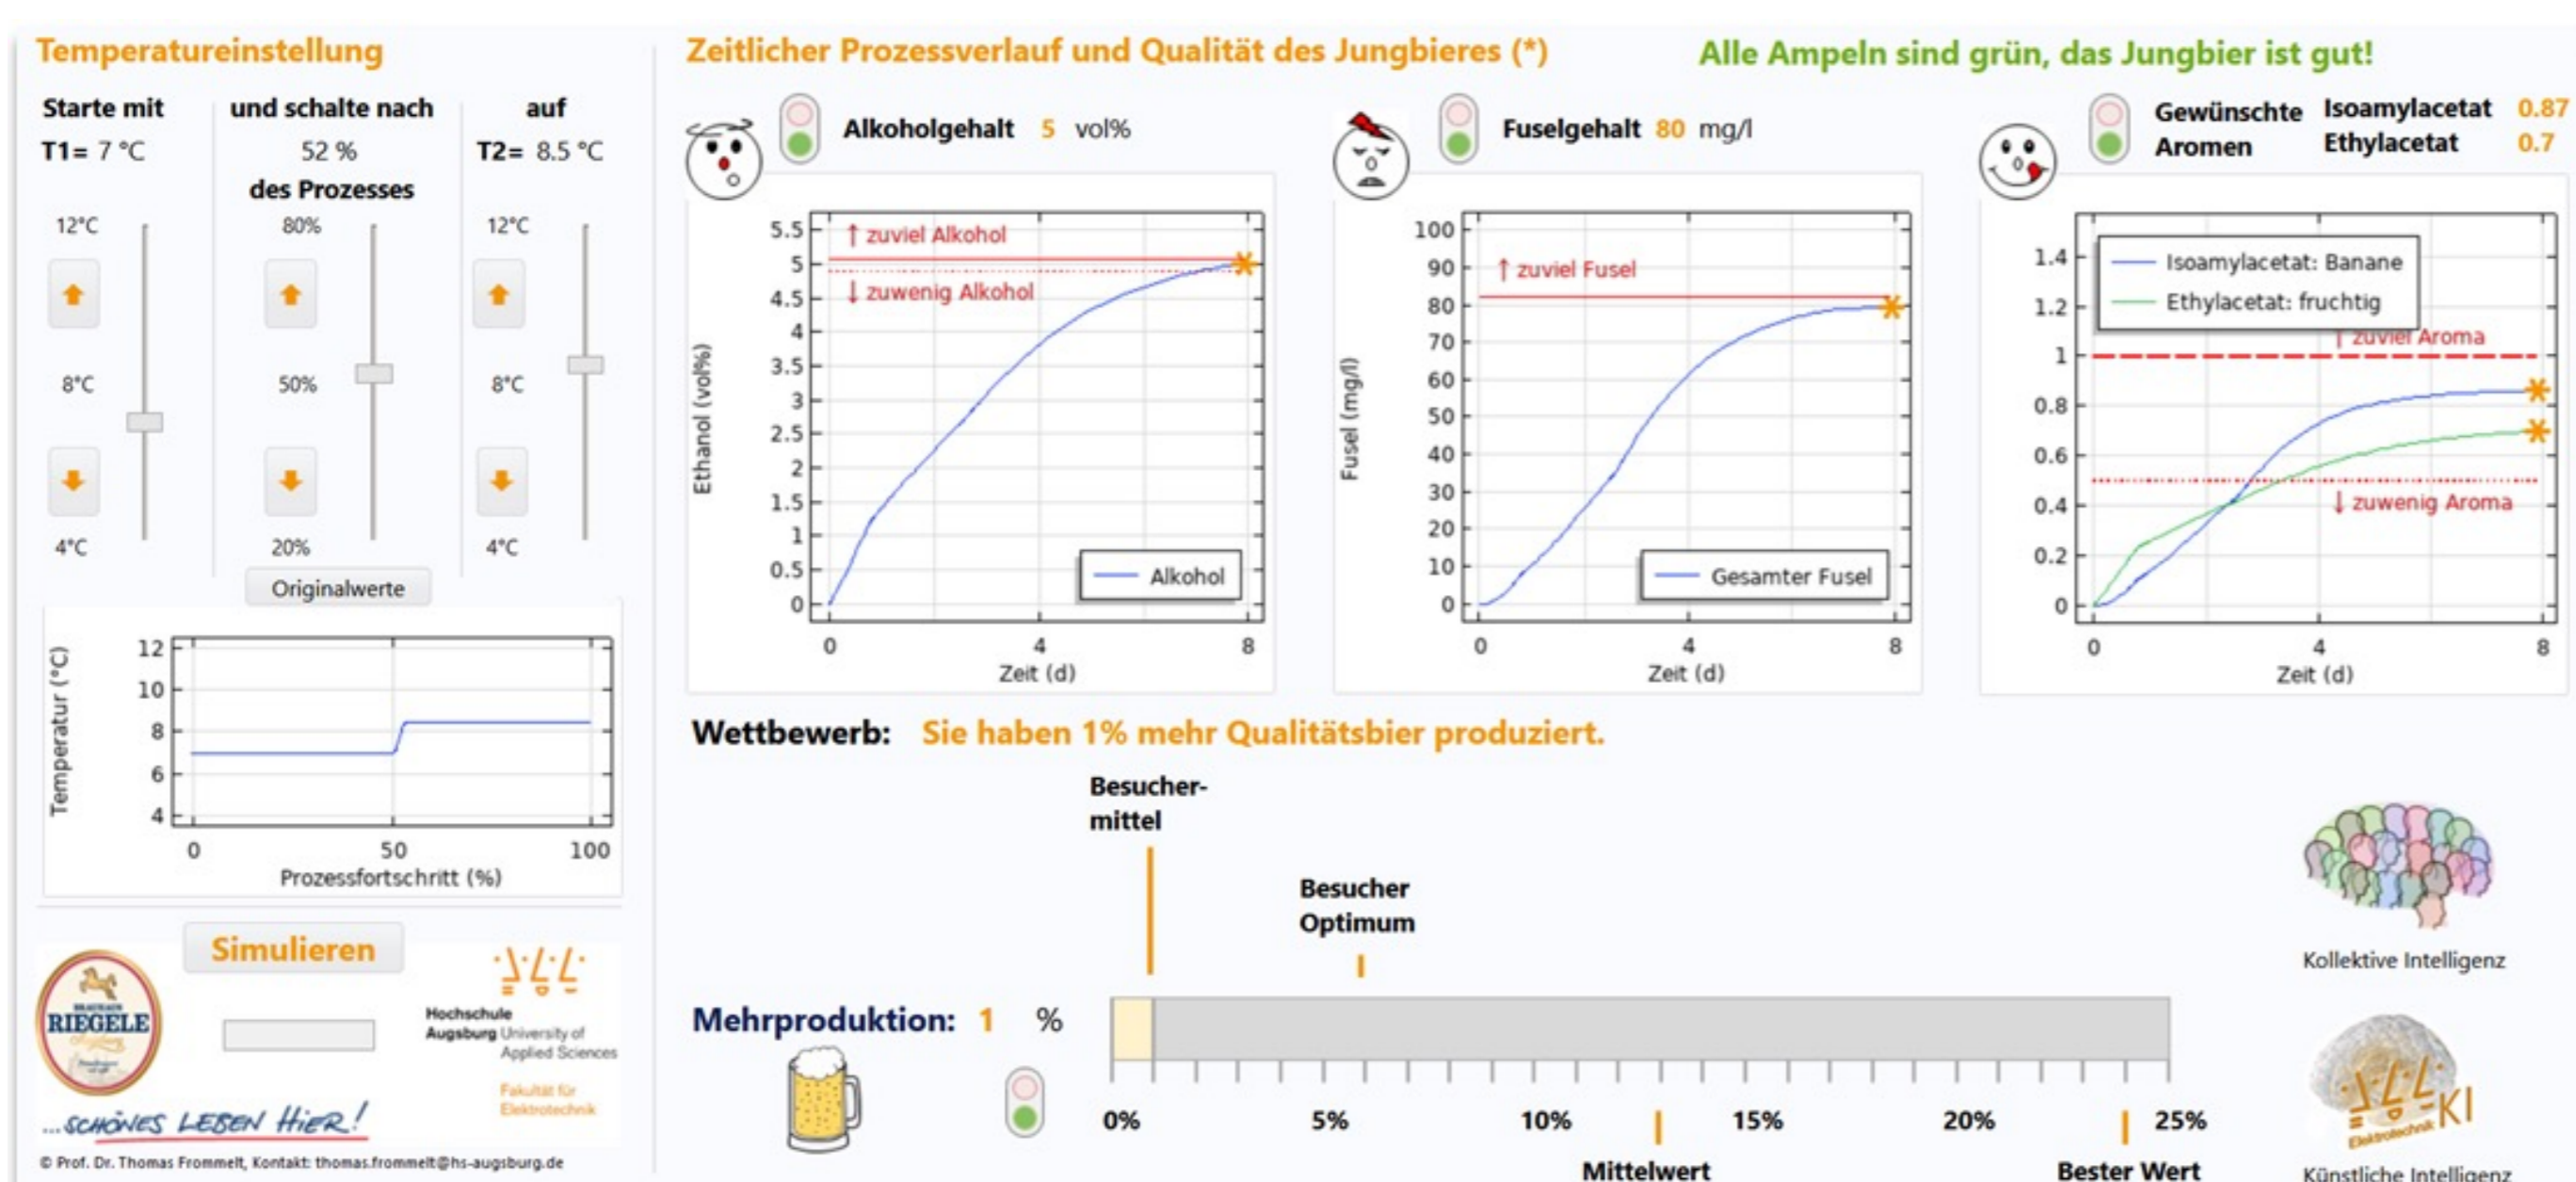 Temperatureinstellung
Starte mit
T1= 7 °C
und schalte nach
52 %
des Prozesses
auf
T2= 8.5 °C
12°C
8°C
4°C
80%
50%
20%
12°C
8°C
4°C
Originalwerte
Temperatur (°C)
12
10
8
6
4
0 50 100
Prozessfortschritt (%)
Simulieren
BRAUHAUS
RIEGELE
Augsburg
Hochschule
Augsburg University of
Applied Sciences
Fakultät für
Elektrotechnik
...SCHÖNES LEBEN HIER!
© Prof. Dr. Thomas Frommelt, Kontakt: thomas.frommelt@hs-augsburg.de
Zeitlicher Prozessverlauf und Qualität des Jungbieres (*)
Alle Ampeln sind grün, das Jungbier ist gut!
Alkoholgehalt 5 vol%
Ethanol (vol%)
5.5
5
4.5
4
3.5
3
2.5
2
1.5
1
0.5
0
↑ zuviel Alkohol
↓ zuwenig Alkohol
Alkohol
0 4 8
Zeit (d)
Fuselgehalt 80 mg/l
Fusel (mg/l)
100
90
80
70
60
50
40
30
20
10
0
↑ zuviel Fusel
Gesamter Fusel
0 4 8
Zeit (d)
Gewünschte
Aromen
Isoamylacetat 0.87
Ethylacetat 0.7
1.4
1.2
1
0.8
0.6
0.4
0.2
0
Isoamylacetat: Banane
Ethylacetat: fruchtig
↑ zuviel Aroma
↓ zuwenig Aroma
0 4 8
Zeit (d)
Wettbewerb: Sie haben 1% mehr Qualitätsbier produziert.
Besucher-
mittel
Besucher
Optimum
Mehrproduktion: 1 %
0% 5% 10% 15% 20% 25%
Mittelwert
Bester Wert
Kollektive Intelligenz
KI
Elektrotechnik
Künstliche Intelligenz